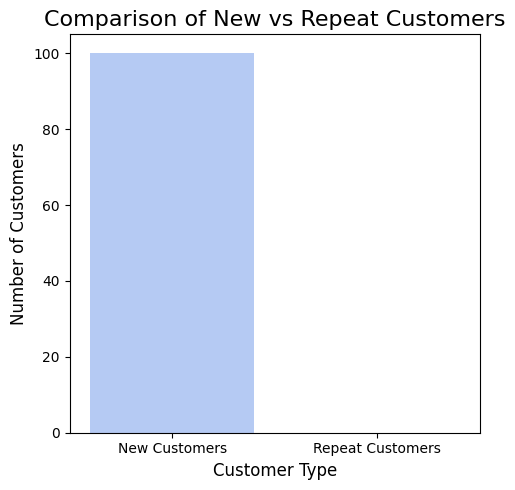 Comparison of New vs Repeat Customers
100
80
60
40
20
0
Number of Customers
New Customers
Repeat Customers
Customer Type